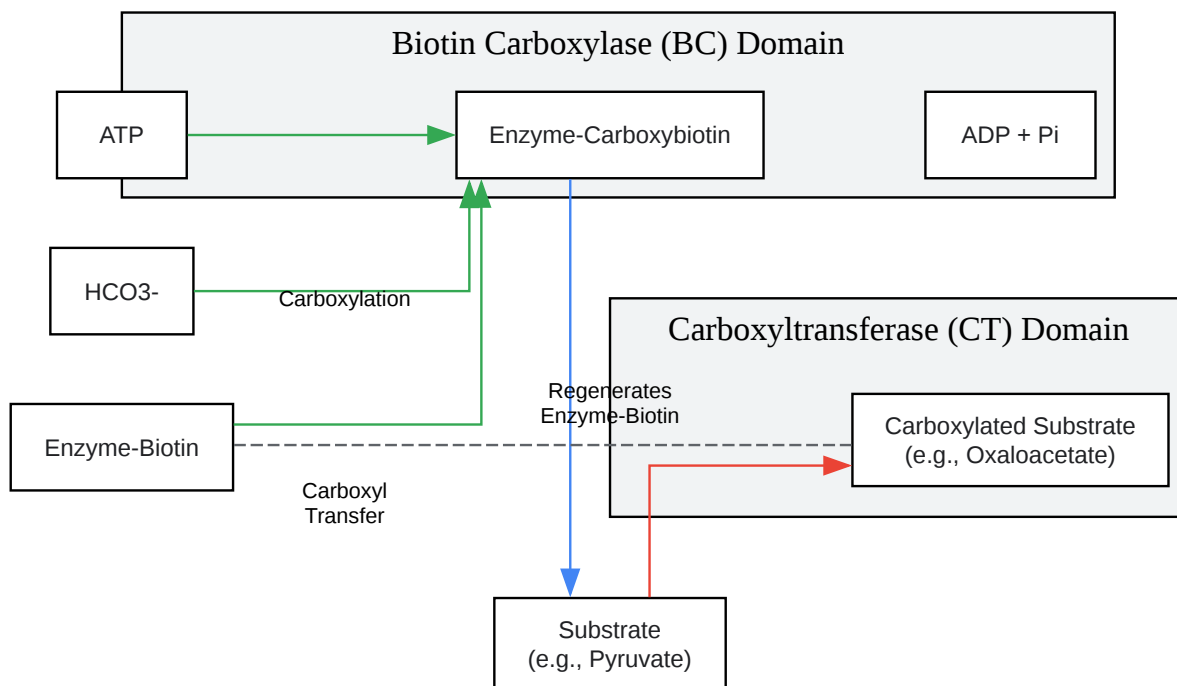 Biotin Carboxylase (BC) Domain
ATP
Enzyme-Carboxybiotin
ADP + Pi
HCO3-
Carboxylation
Carboxyltransferase (CT) Domain
Regenerates
Enzyme-Biotin
Enzyme-Biotin
Carboxylated Substrate
(e.g., Oxaloacetate)
Carboxyl
Transfer
Substrate
(e.g., Pyruvate)